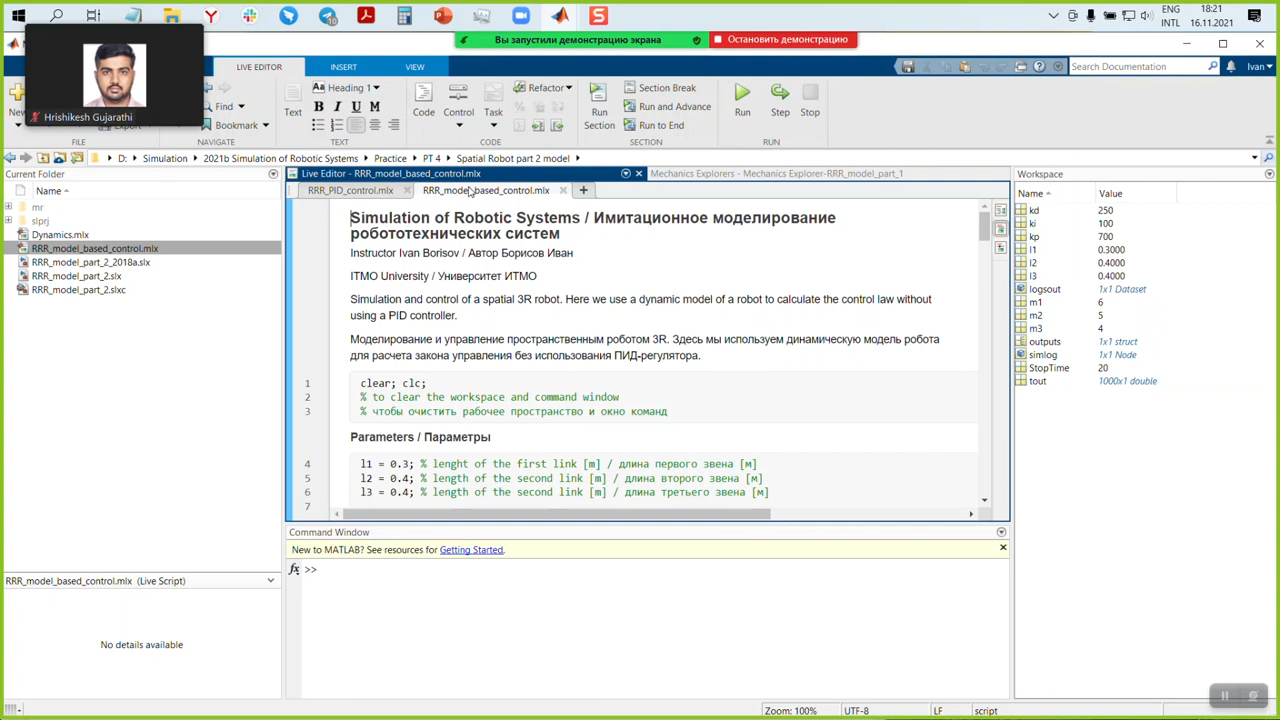 18:21
ENG
INTL
16.11.2021
Вы запустили демонстрацию экрана
Остановить демонстрацию
Hrishikesh Gujarathi
LIVE EDITOR
INSERT
VIEW
Search Documentation
Ivan
New
Export
FILE
Find
Bookmark
NAVIGATE
Text
Aa Heading 1
B I U M
TEXT
Code
Control
Task
Refactor
CODE
Run Section
Section Break
Run and Advance
Run to End
SECTION
Run
Step
Stop
RUN
D: Simulation 2021b Simulation of Robotic Systems Practice PT 4 Spatial Robot part 2 model
Current Folder
Name
mr
slprj
Dynamics.mlx
RRR_model_based_control.mlx
RRR_model_part_2_2018a.slx
RRR_model_part_2.slx
RRR_model_part_2.slxc
RRR_model_based_control.mlx (Live Script)
No details available
Live Editor - RRR_model_based_control.mlx
Mechanics Explorers - Mechanics Explorer-RRR_model_part_1
RRR_PID_control.mlx
RRR_model_based_control.mlx
Simulation of Robotic Systems / Имитационное моделирование
робототехнических систем
Instructor Ivan Borisov / Автор Борисов Иван
ITMO University / Университет ИТМО
Simulation and control of a spatial 3R robot. Here we use a dynamic model of a robot to calculate the control law without
using a PID controller.
Моделирование и управление пространственным роботом 3R. Здесь мы используем динамическую модель робота
для расчета закона управления без использования ПИД-регулятора.
1 clear; clc;
2 % to clear the workspace and command window
3 % чтобы очистить рабочее пространство и окно команд
Parameters / Параметры
4 l1 = 0.3; % lenght of the first link [m] / длина первого звена [м]
5 l2 = 0.4; % length of the second link [m] / длина второго звена [м]
6 l3 = 0.4; % length of the second link [m] / длина третьего звена [м]
7
Command Window
New to MATLAB? See resources for Getting Started.
fx >>
Workspace
Name Value
kd 250
ki 100
kp 700
l1 0.3000
l2 0.4000
l3 0.4000
logsout 1x1 Dataset
m1 6
m2 5
m3 4
outputs 1x1 struct
simlog 1x1 Node
StopTime 20
tout 1000x1 double
Zoom: 100% UTF-8 LF script